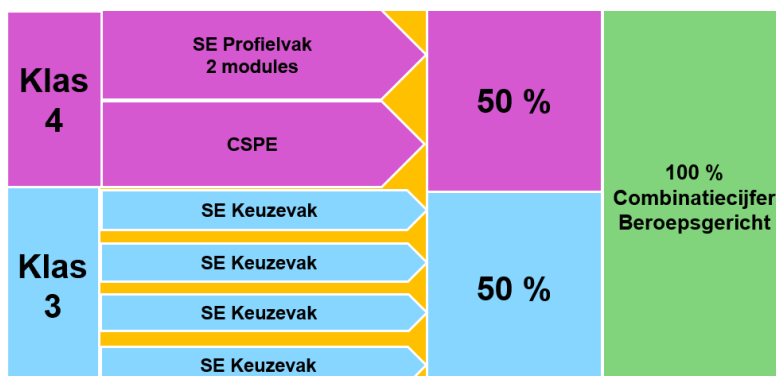 Klas
4
SE Profielvak
2 modules
CSPE
50 %
Klas
3
SE Keuzevak
SE Keuzevak
SE Keuzevak
SE Keuzevak
50 %
100 %
Combinatiecijfer
Beroepsgericht